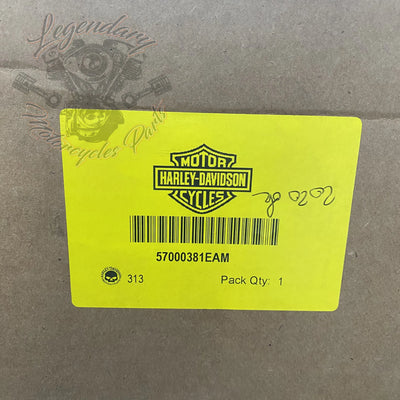 Legendary
Motorcycles Parts
MOTOR
HARLEY-DAVIDSON
CYCLES
57000381EAM
313
Pack Qty: 1